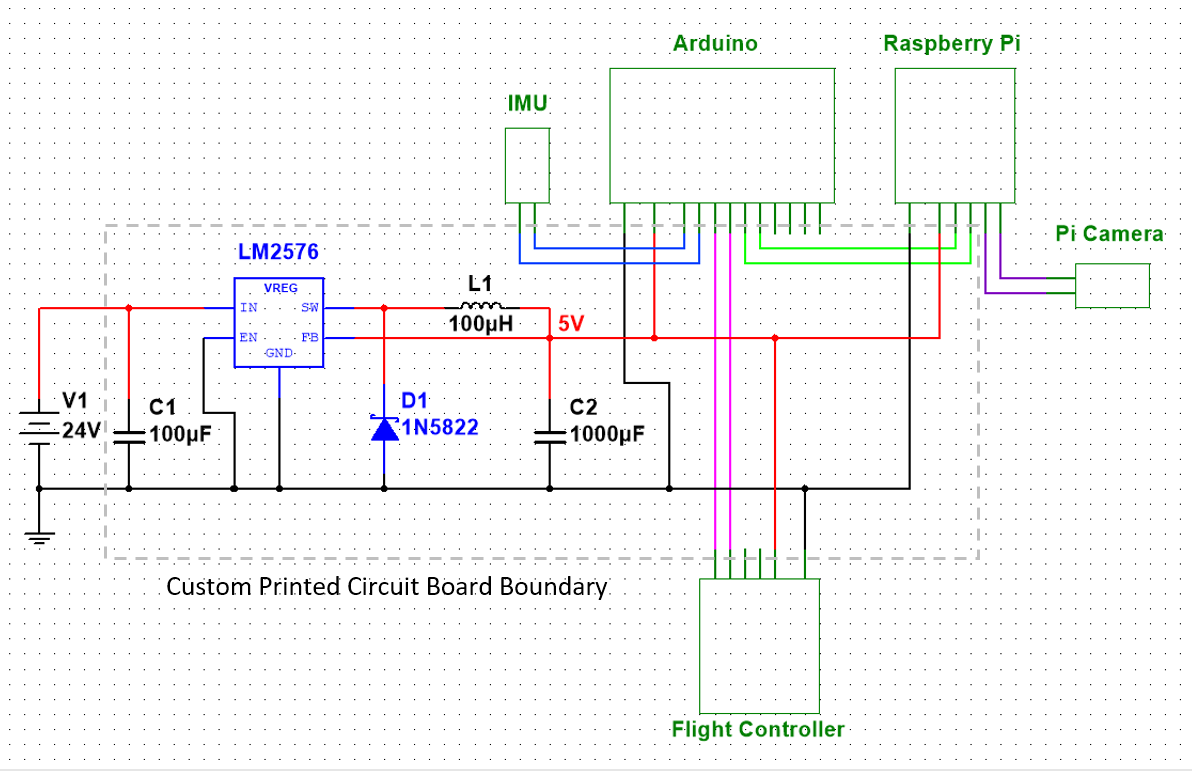 Arduino
Raspberry Pi
IMU
Pi Camera
LM2576
VREG
IN
SW
EN
FB
GND
L1
100µH
5V
V1
24V
C1
100µF
D1
1N5822
C2
1000µF
Custom Printed Circuit Board Boundary
Flight Controller